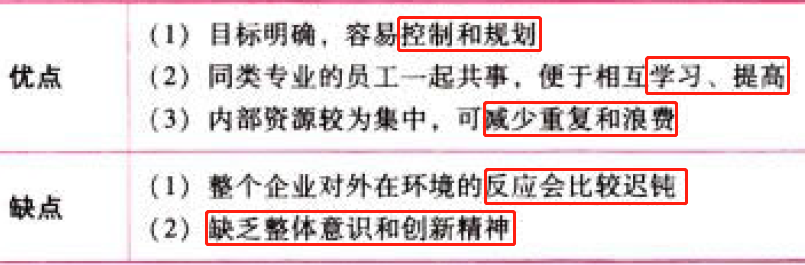 优点
(1) 目标明确,容易控制和规划
(2) 同类专业的员工一起共事,便于相互学习、提高
(3) 内部资源较为集中,可减少重复和浪费
缺点
(1) 整个企业对外在环境的反应会比较迟钝
(2) 缺乏整体意识和创新精神